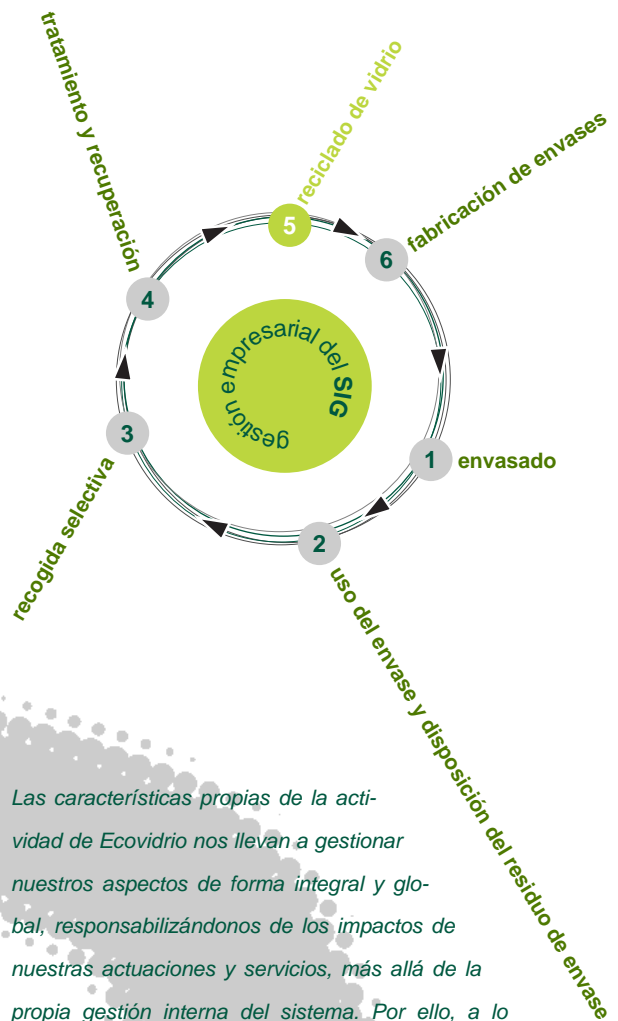 tratamiento y recuperación
reciclado de vidrio
fabricación de envases
5
6
4
gestión empresarial del SIG
3
1
envasado
2
recogida selectiva
uso del envase y disposición del residuo de envase
Las características propias de la acti-
vidad de Ecovidrio nos llevan a gestionar
nuestros aspectos de forma integral y glo-
bal, responsabilizándonos de los impactos de
nuestras actuaciones y servicios, más allá de la
propia gestión interna del sistema. Por ello, a lo